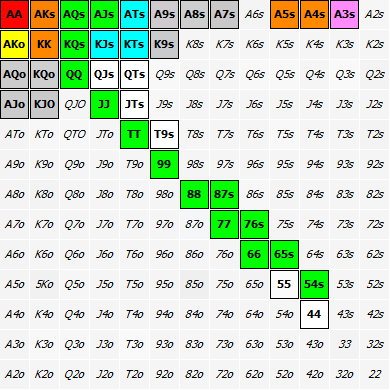 AA AKs AQs AJs ATs A9s A8s A7s A6s A5s A4s A3s A2s
AKo KK KQs KJs KTs K9s K8s K7s K6s K5s K4s K3s K2s
AQo KQo QQ QJs QTs Q9s Q8s Q7s Q6s Q5s Q4s Q3s Q2s
AJo KJO QJO JJ JTs J9s J8s J7s J6s J5s J4s J3s J2s
ATo KTo QTO JTo TT T9s T8s T7s T6s T5s T4s T3s T2s
A9o K9o Q9o J9o T9o 99 98s 97s 96s 95s 94s 93s 92s
A8o K8o Q8o J8o T8o 98o 88 87s 86s 85s 84s 83s 82s
A7o K7o Q7o J7o T7o 97o 87o 77 76s 75s 74s 73s 72s
A6o K6o Q6o J6o T6o 96o 86o 76o 66 65s 64s 63s 62s
A5o 5Ko Q5o J5o T5o 95o 85o 75o 65o 55 54s 53s 52s
A4o K4o Q4o J4o T4o 94o 84o 74o 64o 54o 44 43s 42s
A3o K3o Q3o J3o T3o 93o 83o 73o 63o 53o 43o 33 32s
A2o K2o Q2o J2o T2o 92o 82o 72o 62o 52o 42o 32o 22